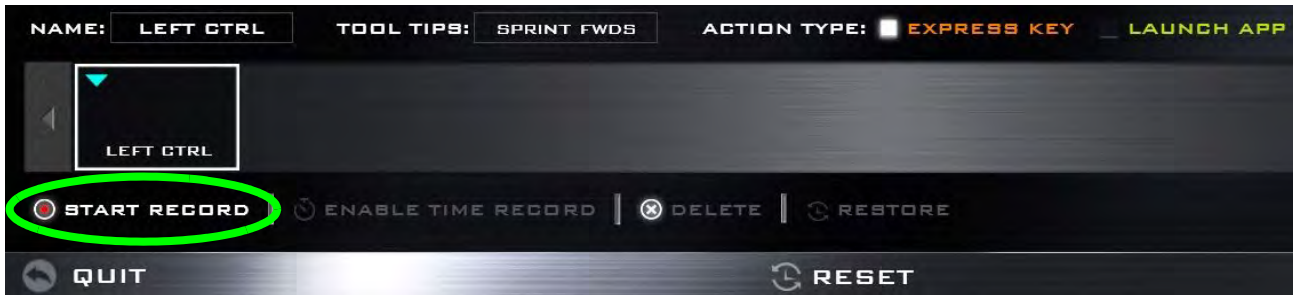 NAME: LEFT CTRL TOOL TIPS: SPRINT FWDS ACTION TYPE: EXPRESS KEY LAUNCH APP
LEFT CTRL
START RECORD ENABLE TIME RECORD DELETE RESTORE
QUIT RESET